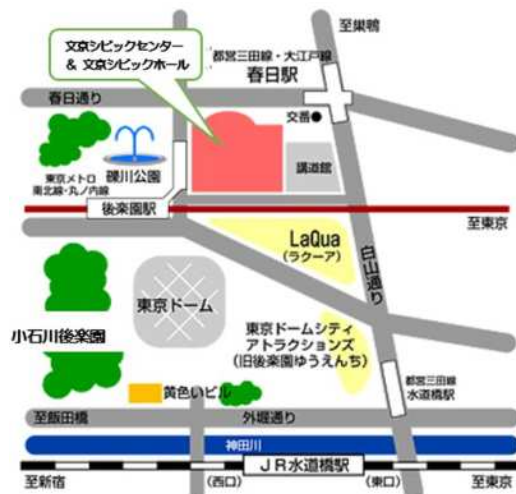 至巣鴨
文京シビックセンター
& 文京シビックホール
都営三田線・大江戸線
春日駅
春日通り
交番●
礫川公園
講道館
東京メトロ
南北線・丸ノ内線
後楽園駅
至東京
LaQua
(ラクーア)
白山通り
東京ドーム
小石川後楽園
東京ドームシティ
アトラクションズ
(旧後楽園ゆうえんち)
都営三田線
水道橋駅
黄色いビル
至飯田橋
外堀通り
神田川
JR水道橋駅
至新宿
(西口)
(東口)
至東京